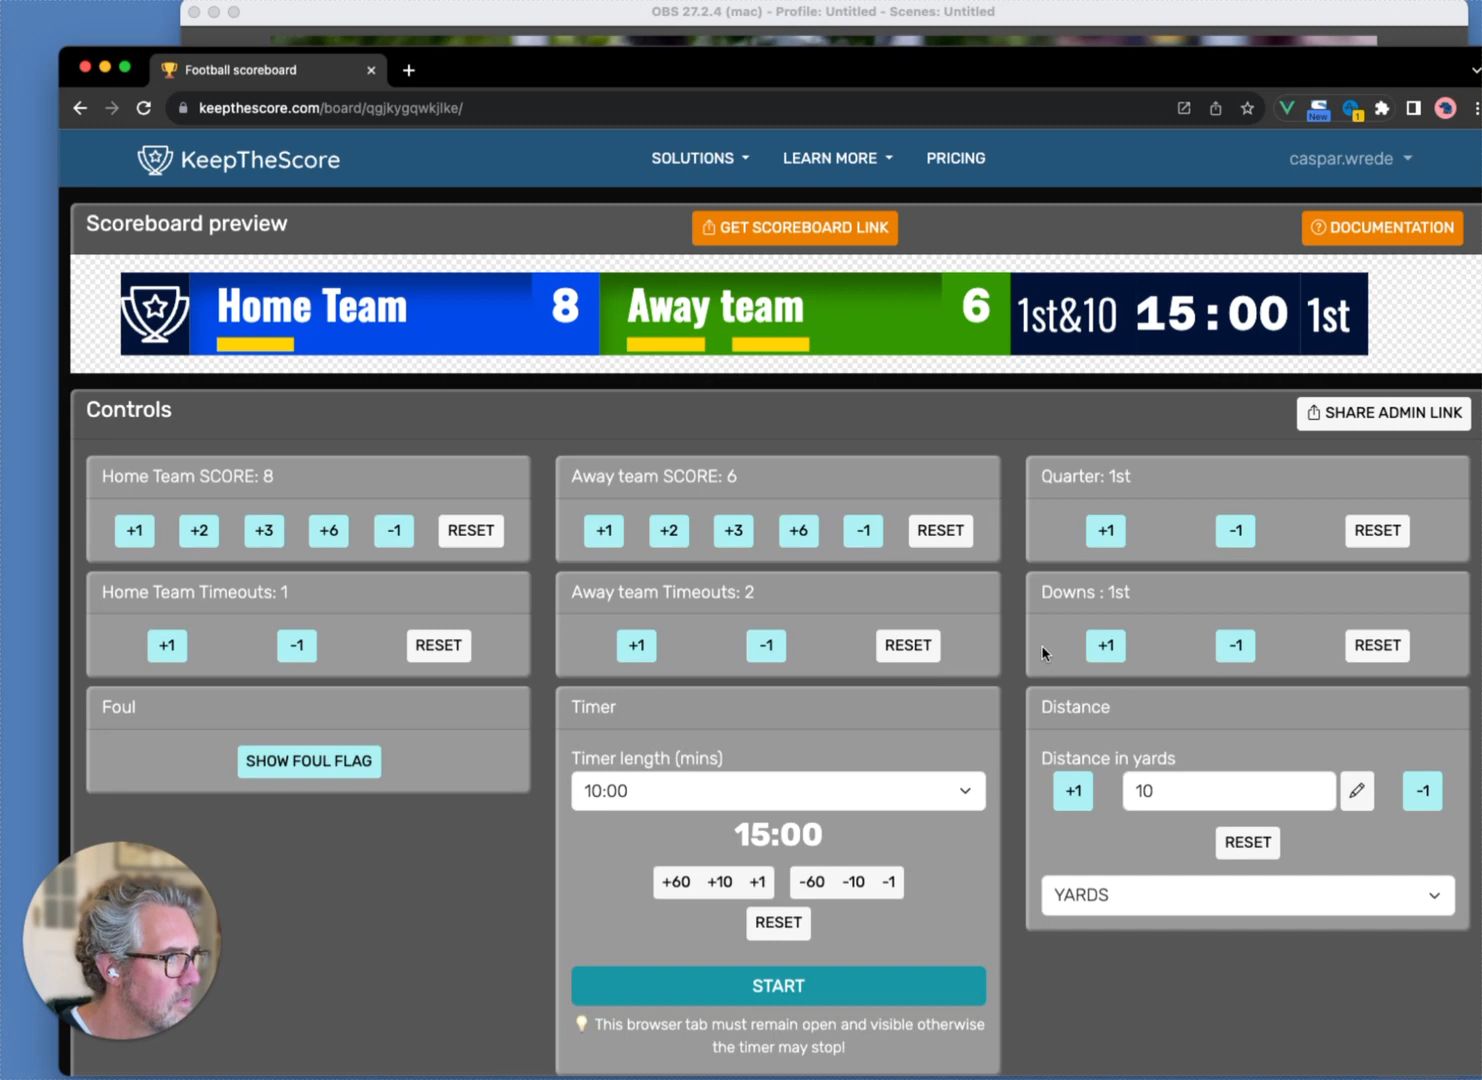 OBS 27.2.4 (mac) - Profile: Untitled - Scenes: Untitled
Football scoreboard
keepthescore.com/board/qgjkygqwkjlke/
New
1
KeepTheScore
SOLUTIONS
LEARN MORE
PRICING
caspar.wrede
Scoreboard preview
GET SCOREBOARD LINK
DOCUMENTATION
Home Team 8 Away team 6 1st&10 15:00 1st
Controls
SHARE ADMIN LINK
Home Team SCORE: 8
+1 +2 +3 +6 -1 RESET
Away team SCORE: 6
+1 +2 +3 +6 -1 RESET
Quarter: 1st
+1 -1 RESET
Home Team Timeouts: 1
+1 -1 RESET
Away team Timeouts: 2
+1 -1 RESET
Downs : 1st
+1 -1 RESET
Foul
SHOW FOUL FLAG
Timer
Timer length (mins)
10:00
15:00
+60 +10 +1 -60 -10 -1
RESET
START
This browser tab must remain open and visible otherwise
the timer may stop!
Distance
Distance in yards
+1 10 -1
RESET
YARDS